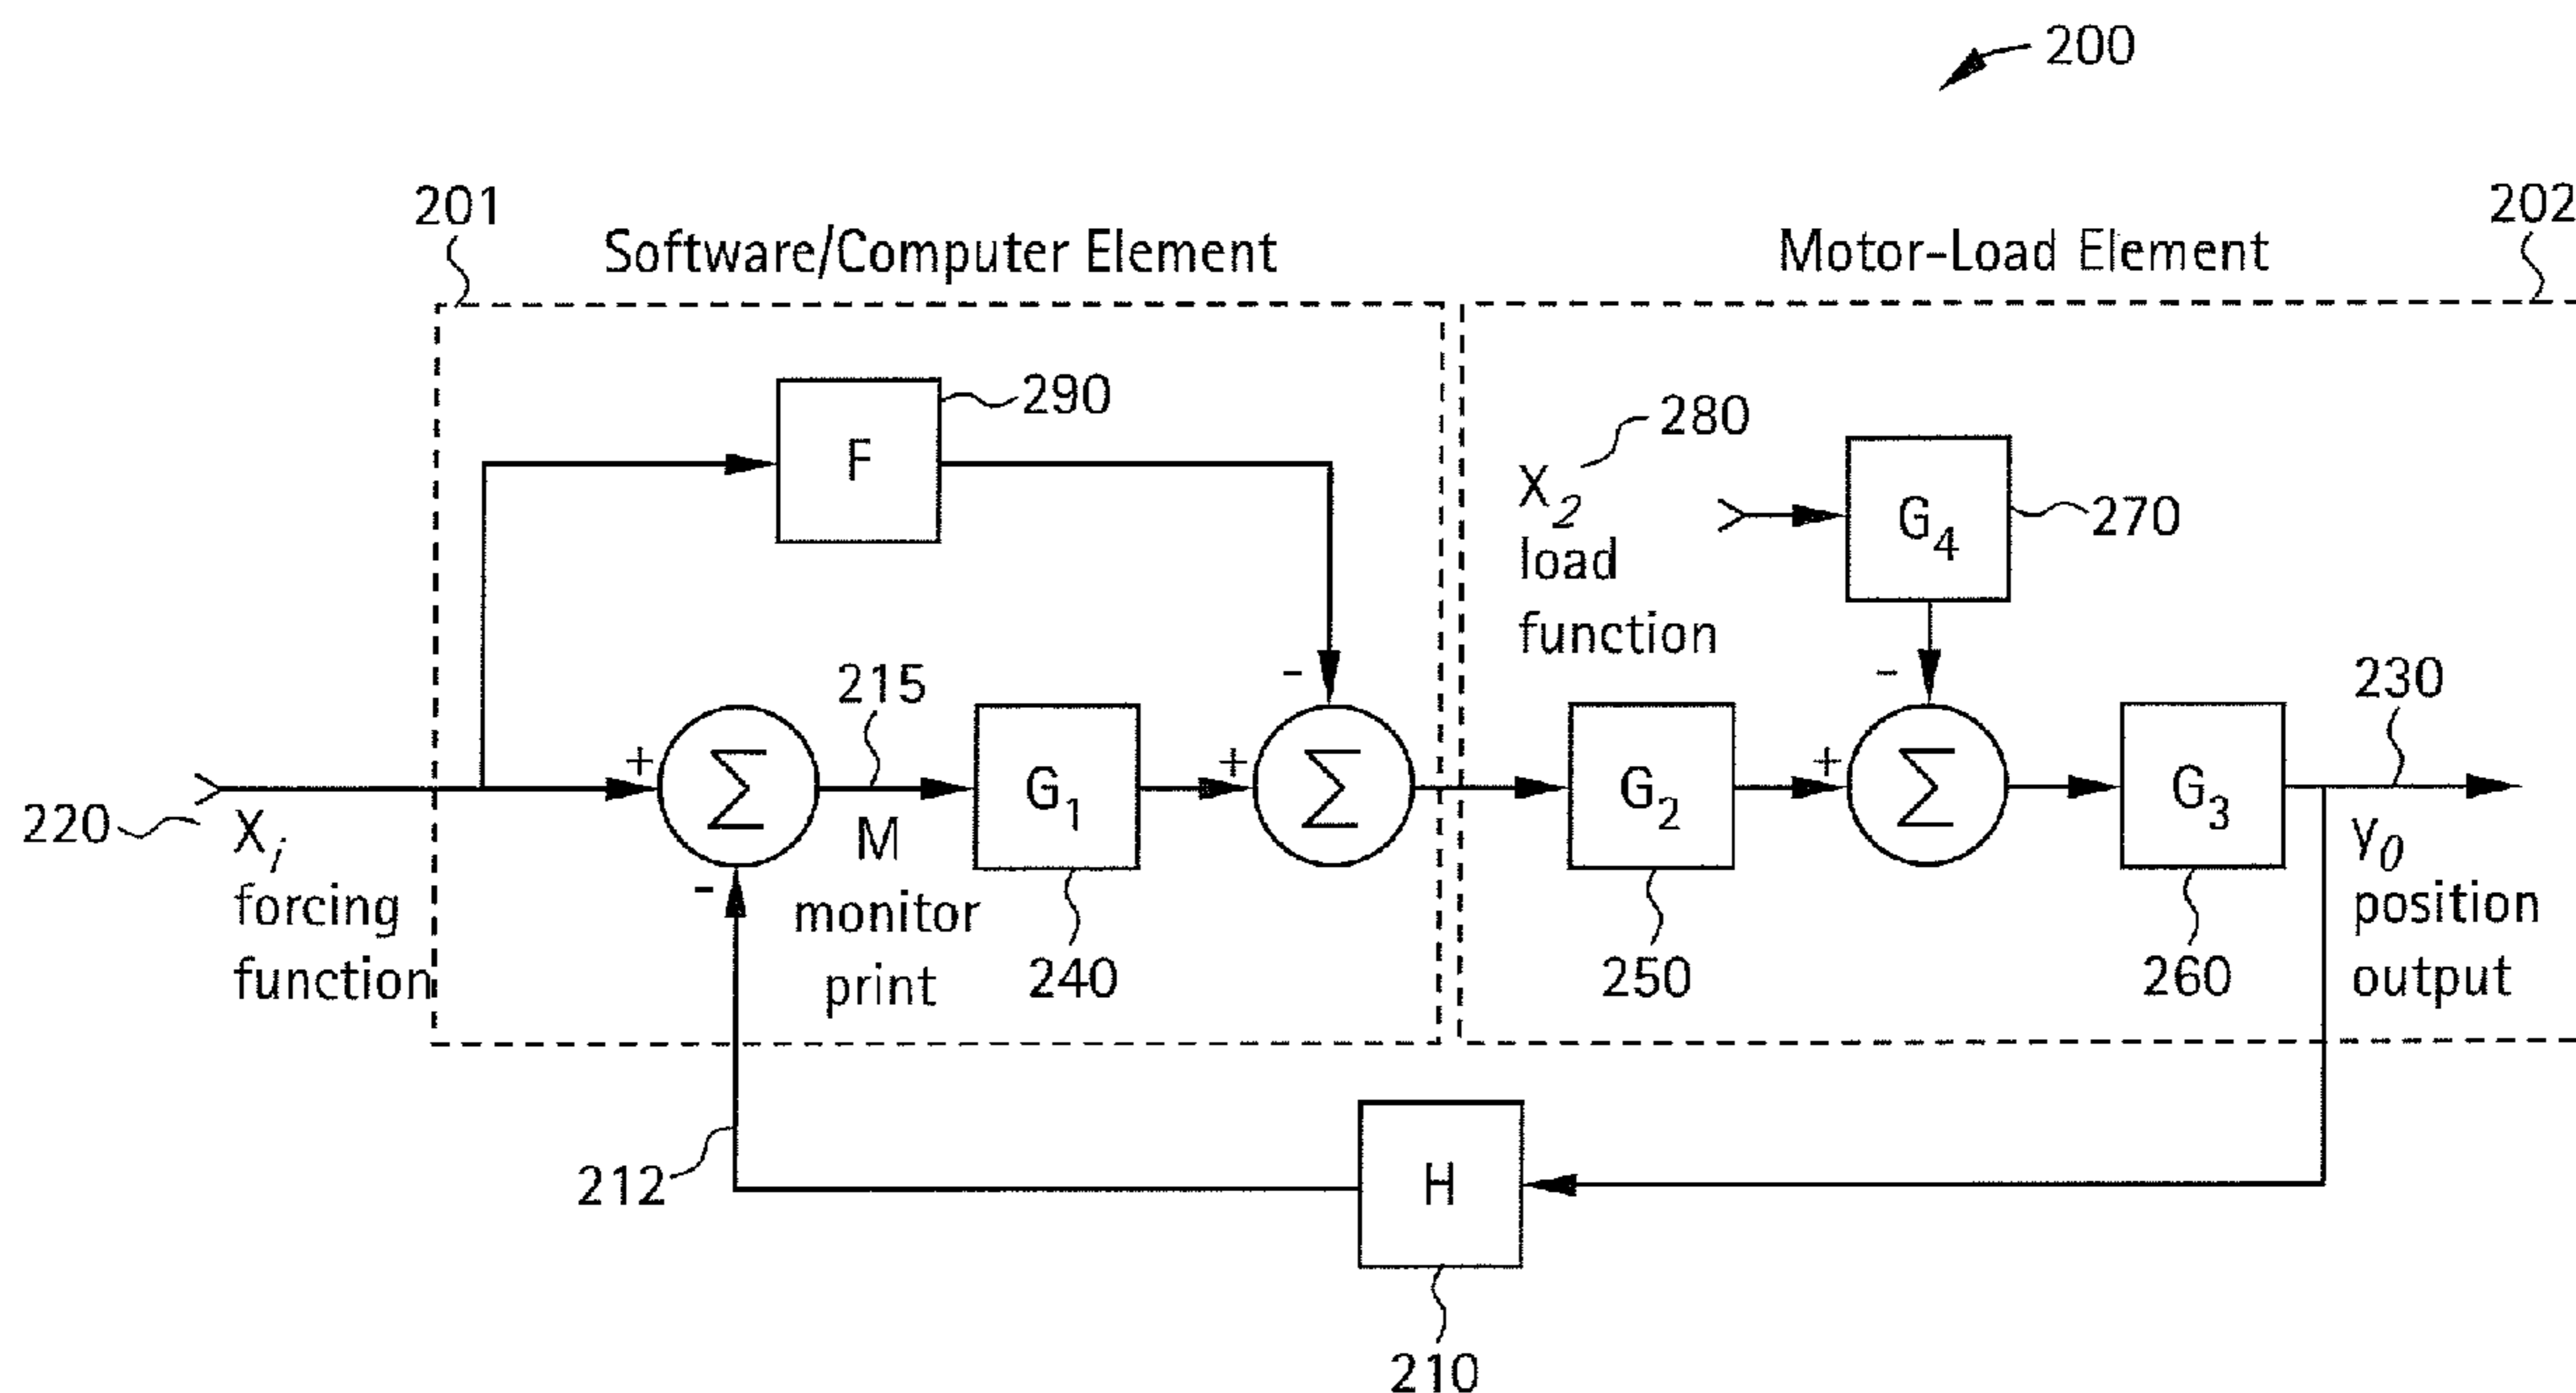 200
201
202
Software/Computer Element
Motor-Load Element
F
290
280
X2
load
function
G4
270
-
-
215
230
+
Σ
G1
+
Σ
G2
+
Σ
G3
220
Xi
forcing
function
-
M
monitor
print
240
250
260
y0
position
output
212
H
210